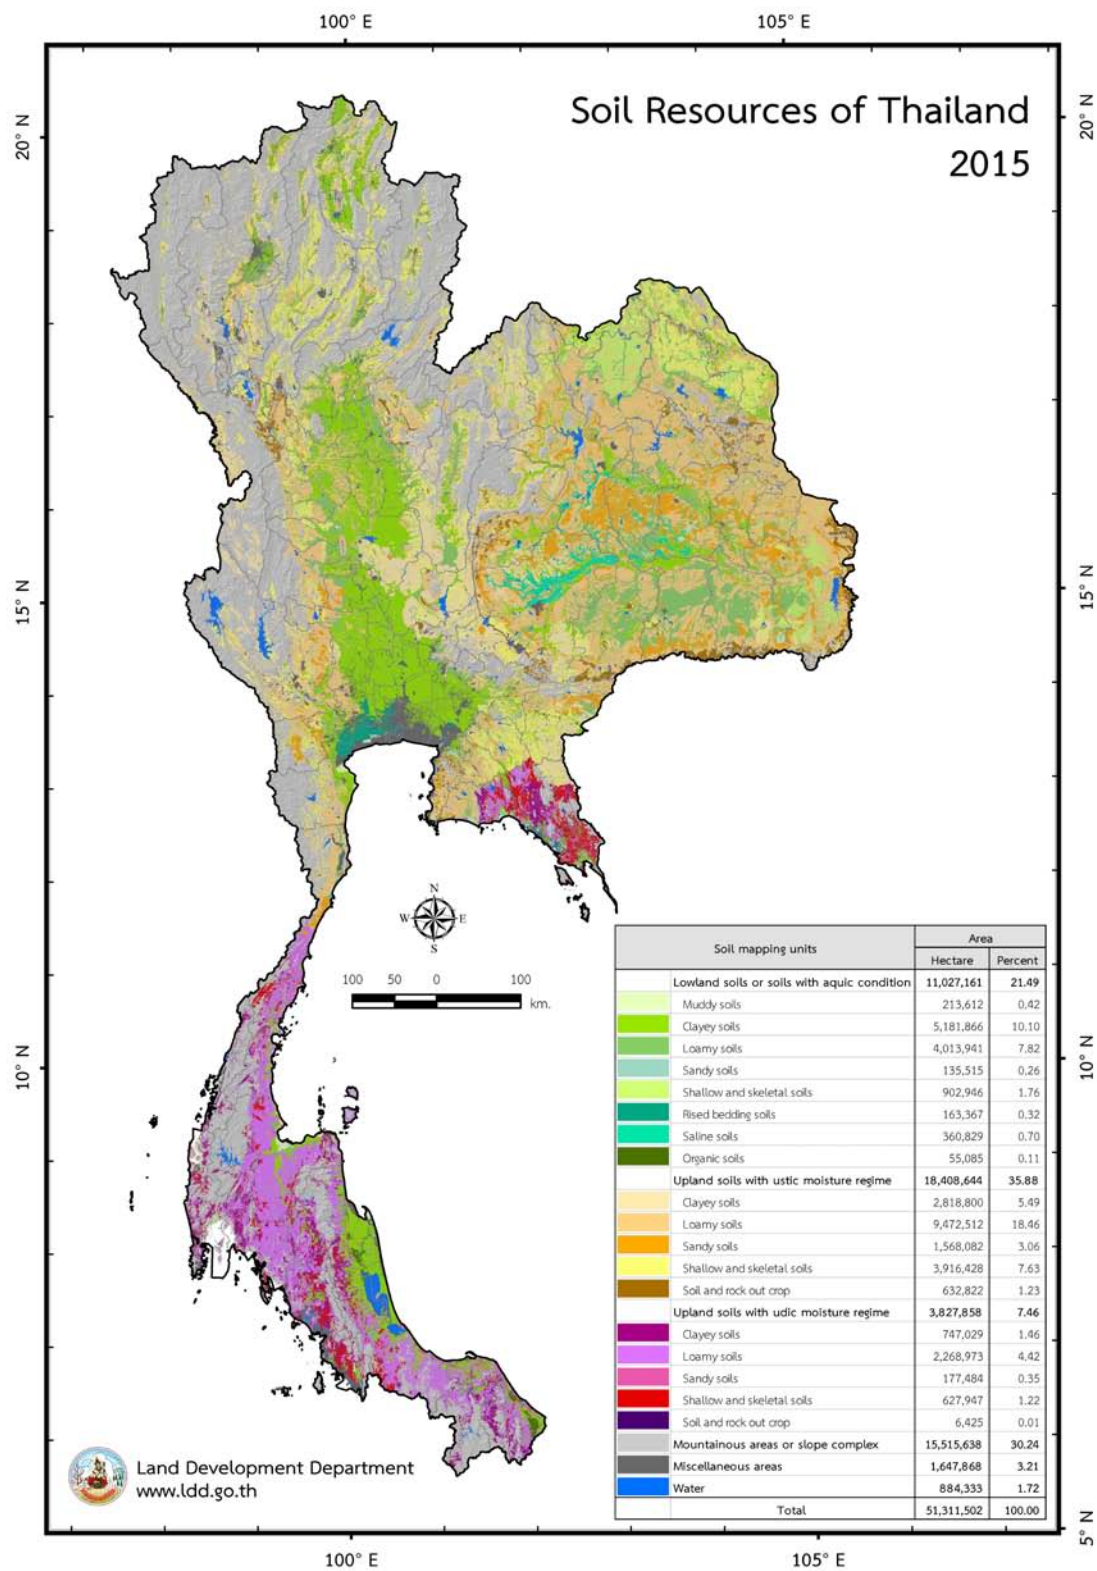 100° E 105° E
20° N 20° N
Soil Resources of Thailand
2015
15° N 15° N
N
W E
S
100 50 0 100
km.
10° N 10° N
Soil mapping units Area
Hectare Percent
Lowland soils or soils with aquic condition 11,027,161 21.49
Muddy soils 213,612 0.42
Clayey soils 5,181,866 10.10
Loamy soils 4,013,941 7.82
Sandy soils 135,515 0.26
Shallow and skeletal soils 902,946 1.76
Rised bedding soils 163,367 0.32
Saline soils 360,829 0.70
Organic soils 55,085 0.11
Upland soils with ustic moisture regime 18,408,644 35.88
Clayey soils 2,818,800 5.49
Loamy soils 9,472,512 18.46
Sandy soils 1,568,082 3.06
Shallow and skeletal soils 3,916,428 7.63
Soil and rock out crop 632,822 1.23
Upland soils with udic moisture regime 3,827,858 7.46
Clayey soils 747,029 1.46
Loamy soils 2,268,973 4.42
Sandy soils 177,484 0.35
Shallow and skeletal soils 627,947 1.22
Soil and rock out crop 6,425 0.01
Mountainous areas or slope complex 15,515,638 30.24
Miscellaneous areas 1,647,868 3.21
Water 884,333 1.72
Total 51,311,502 100.00
Land Development Department
www.ldd.go.th
5° N
100° E 105° E